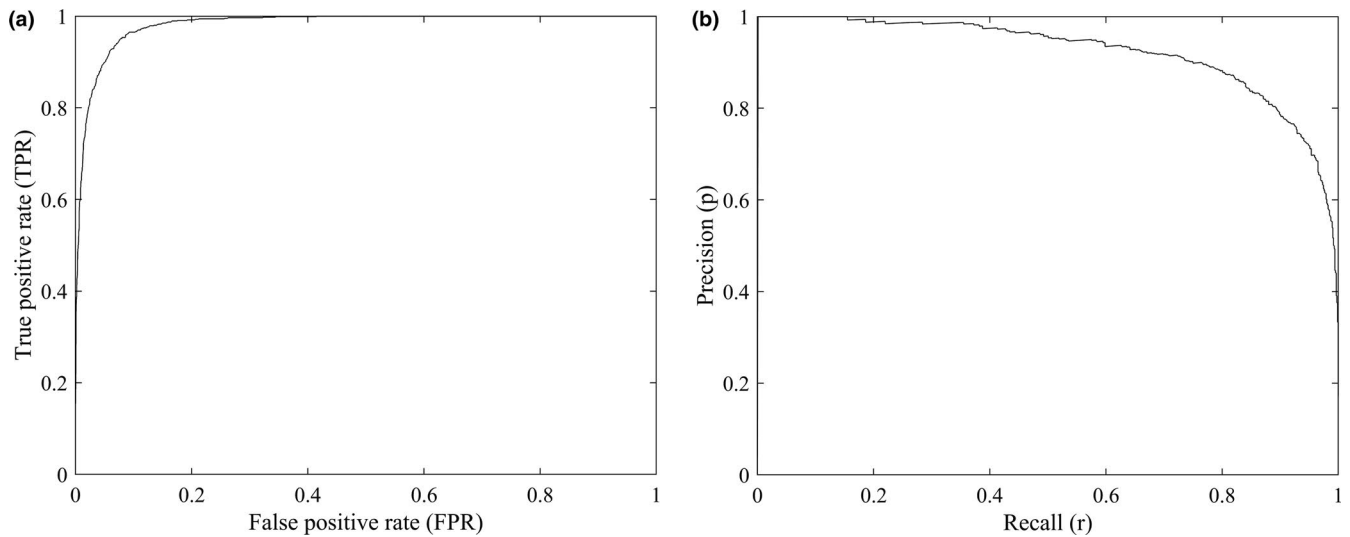 (a)
1
0.8
0.6
0.4
0.2
0
True positive rate (TPR)
0 0.2 0.4 0.6 0.8 1
False positive rate (FPR)
(b)
1
0.8
0.6
0.4
0.2
0
Precision (p)
0 0.2 0.4 0.6 0.8 1
Recall (r)